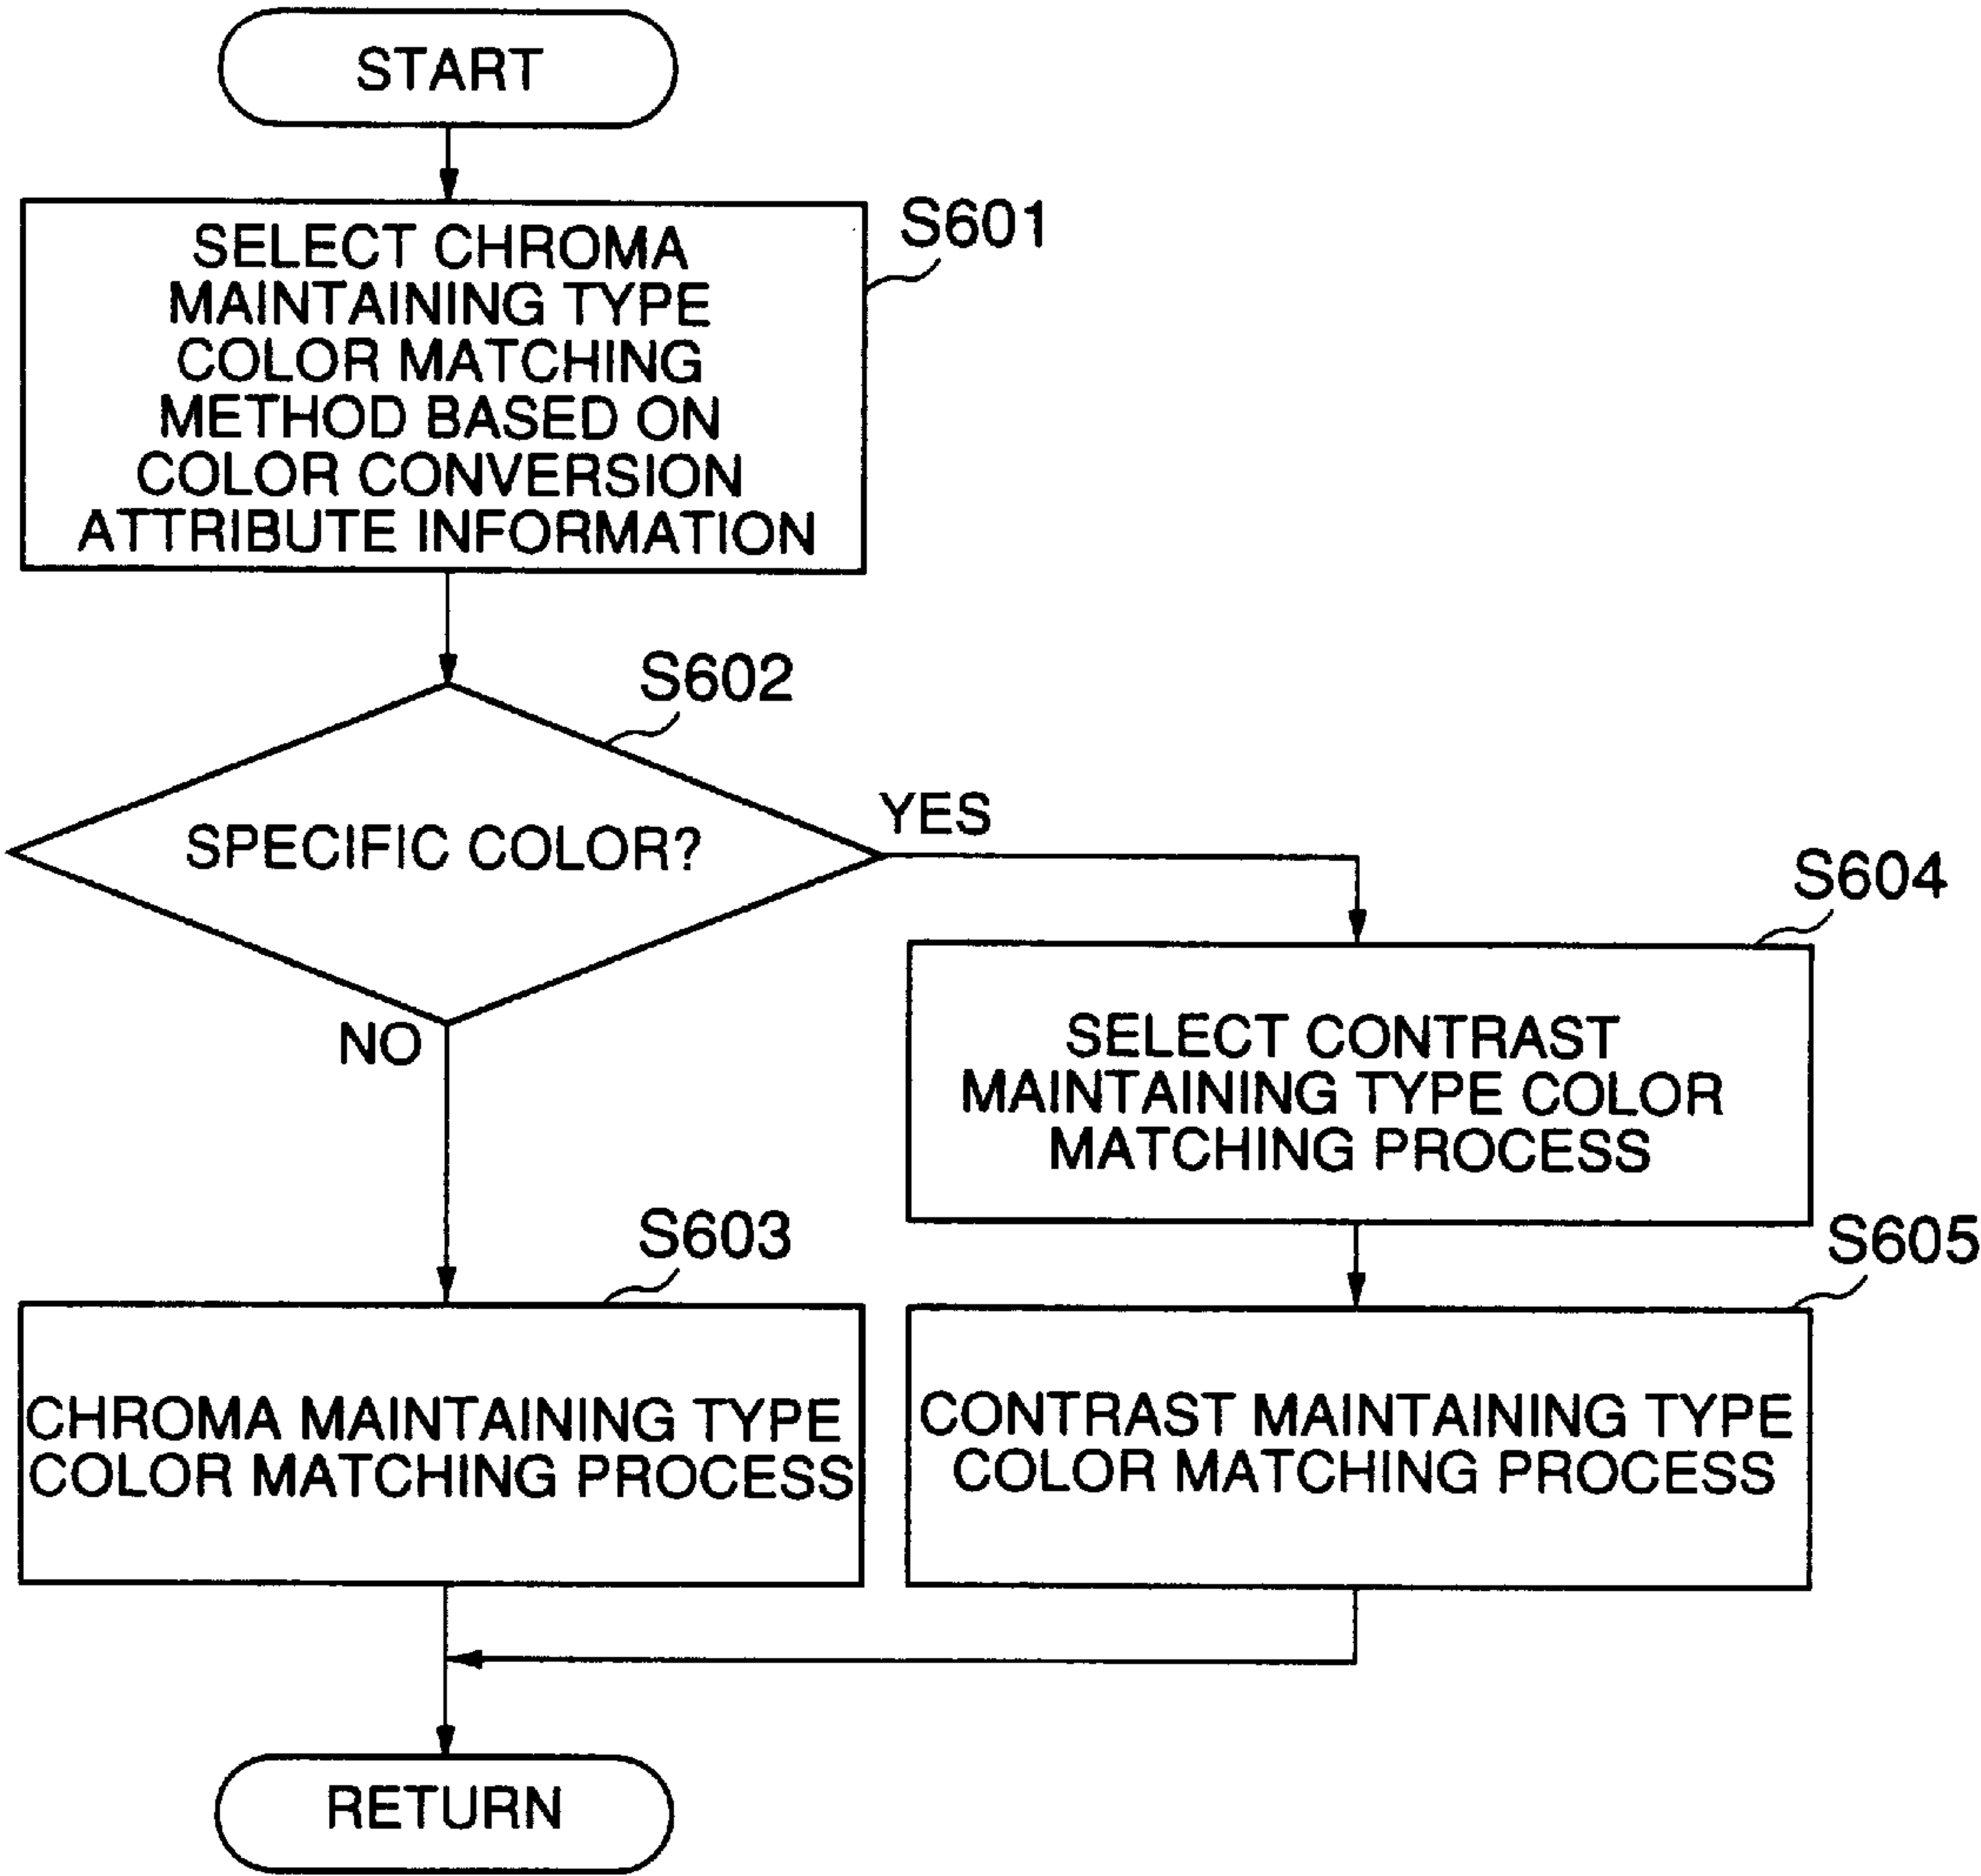 START
S601
SELECT CHROMA
MAINTAINING TYPE
COLOR MATCHING
METHOD BASED ON
COLOR CONVERSION
ATTRIBUTE INFORMATION
S602
SPECIFIC COLOR?
YES
NO
S604
SELECT CONTRAST
MAINTAINING TYPE COLOR
MATCHING PROCESS
S603
CHROMA MAINTAINING TYPE
COLOR MATCHING PROCESS
S605
CONTRAST MAINTAINING TYPE
COLOR MATCHING PROCESS
RETURN